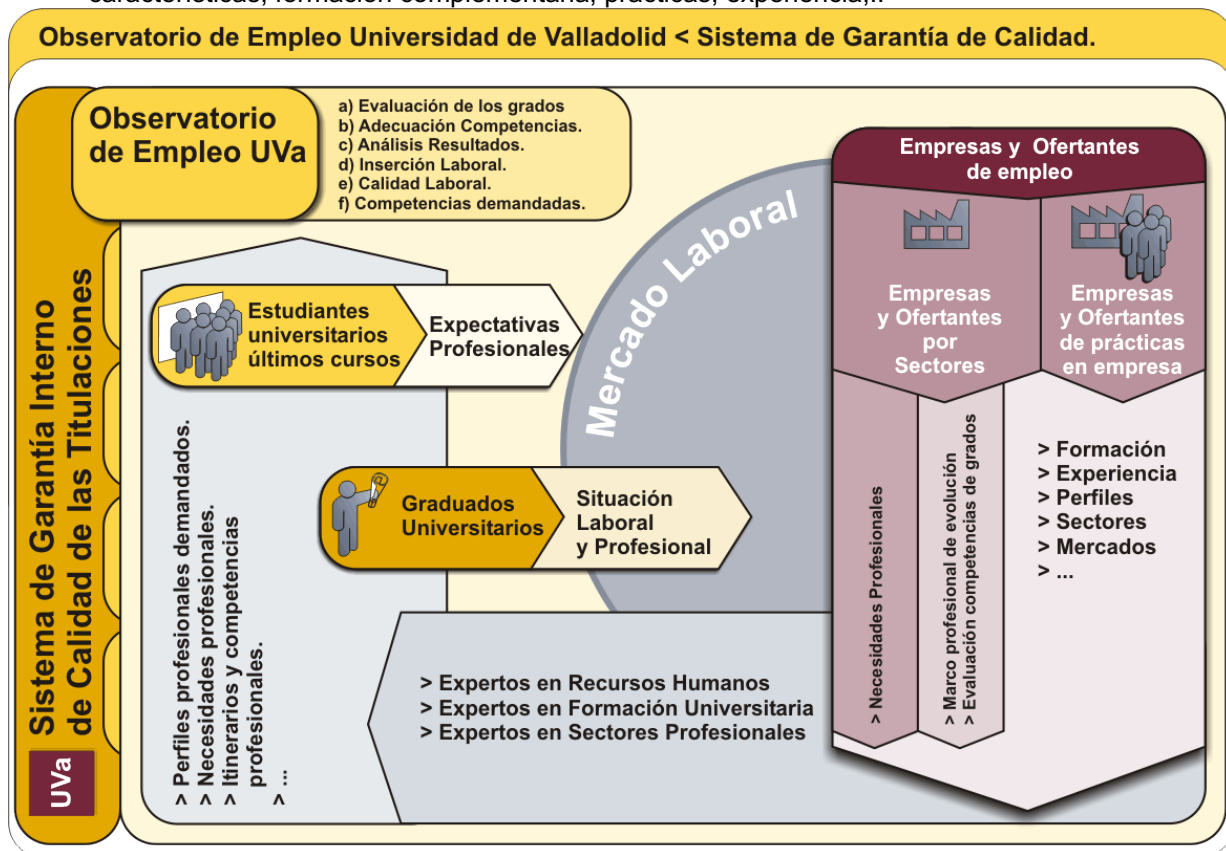 características, formación complementaria, prácticas, experiencia,..
Observatorio de Empleo Universidad de Valladolid < Sistema de Garantía de Calidad.
Sistema de Garantía Interno
de Calidad de las Titulaciones
UVa
Observatorio
de Empleo UVa
a) Evaluación de los grados
b) Adecuación Competencias.
c) Análisis Resultados.
d) Inserción Laboral.
e) Calidad Laboral.
f) Competencias demandadas.
Estudiantes
universitarios
últimos cursos
Expectativas
Profesionales
Graduados
Universitarios
Situación
Laboral
y Profesional
> Perfiles profesionales demandados.
> Necesidades profesionales.
> Itinerarios y competencias
profesionales.
> ...
Mercado Laboral
> Expertos en Recursos Humanos
> Expertos en Formación Universitaria
> Expertos en Sectores Profesionales
Empresas y Ofertantes
de empleo
Empresas
y Ofertantes
por
Sectores
Empresas
y Ofertantes
de prácticas
en empresa
> Necesidades Profesionales
> Marco profesional de evolución
> Evaluación competencias de grados
> Formación
> Experiencia
> Perfiles
> Sectores
> Mercados
> ...